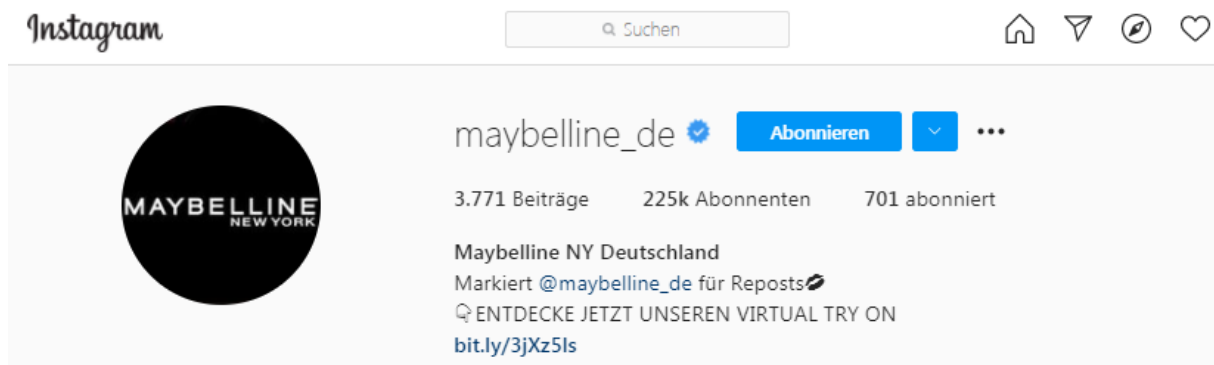 Instagram
Suchen
MAYBELLINE
NEW YORK
maybelline_de Abonnieren
3.771 Beiträge 225k Abonnenten 701 abonniert
Maybelline NY Deutschland
Markiert @maybelline_de für Reposts💋
👇ENTDECKE JETZT UNSEREN VIRTUAL TRY ON
bit.ly/3jXz5Is